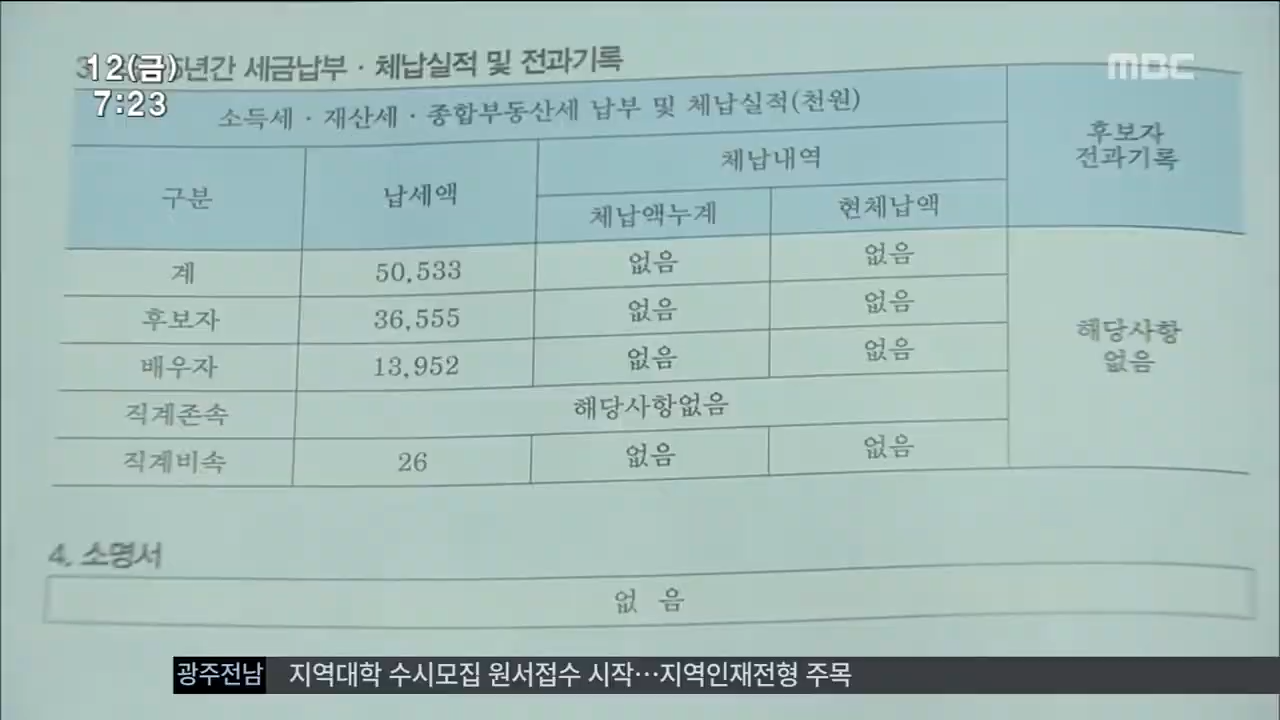 12(금)
7:23
MBC
5년간 세금납부·체납실적 및 전과기록
소득세·재산세·종합부동산세 납부 및 체납실적(천원)
후보자
전과기록
구분 납세액 체납내역
체납액누계 현체납액
계 50,533 없음 없음
후보자 36,555 없음 없음
배우자 13,952 없음 없음
직계존속 해당사항없음
직계비속 26 없음 없음
해당사항
없음
4. 소명서
없 음
광주전남 지역대학 수시모집 원서접수 시작…지역인재전형 주목